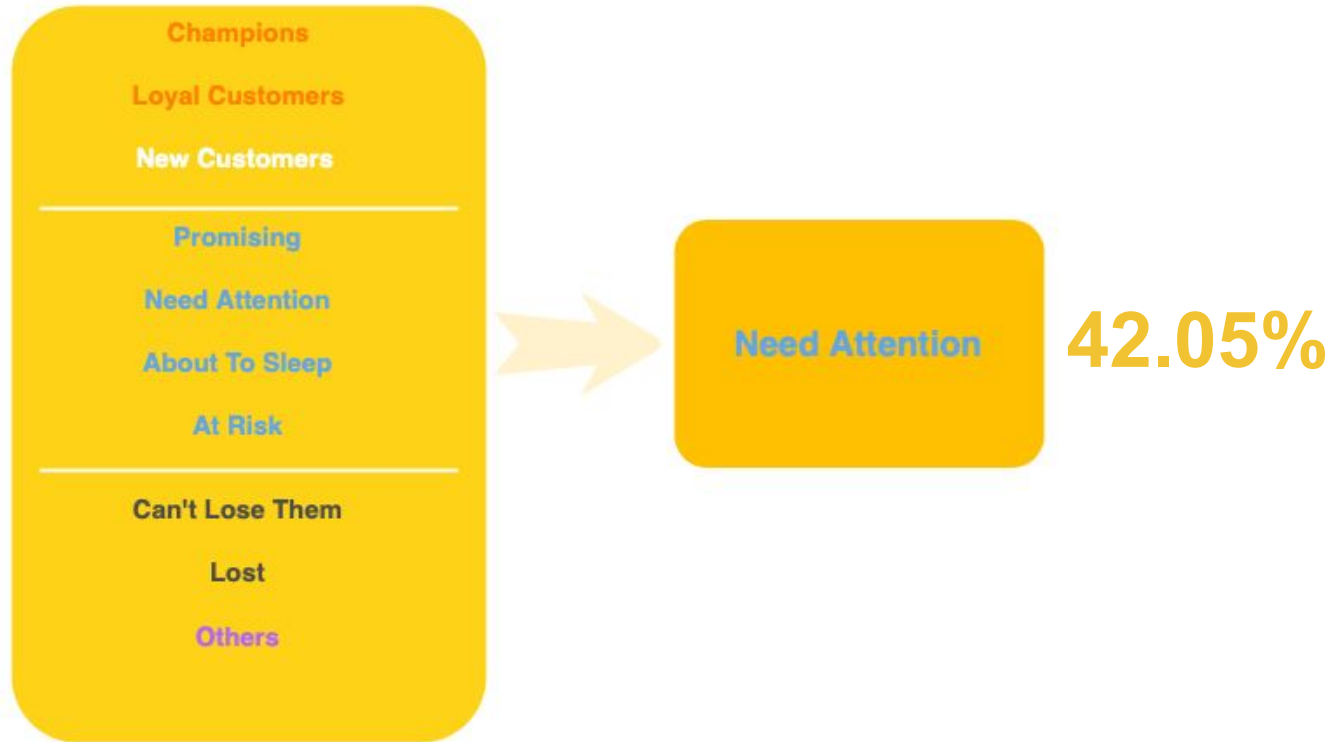 Champions
Loyal Customers
New Customers
Promising
Need Attention
About To Sleep
At Risk
Can't Lose Them
Lost
Others
Need Attention
42.05%